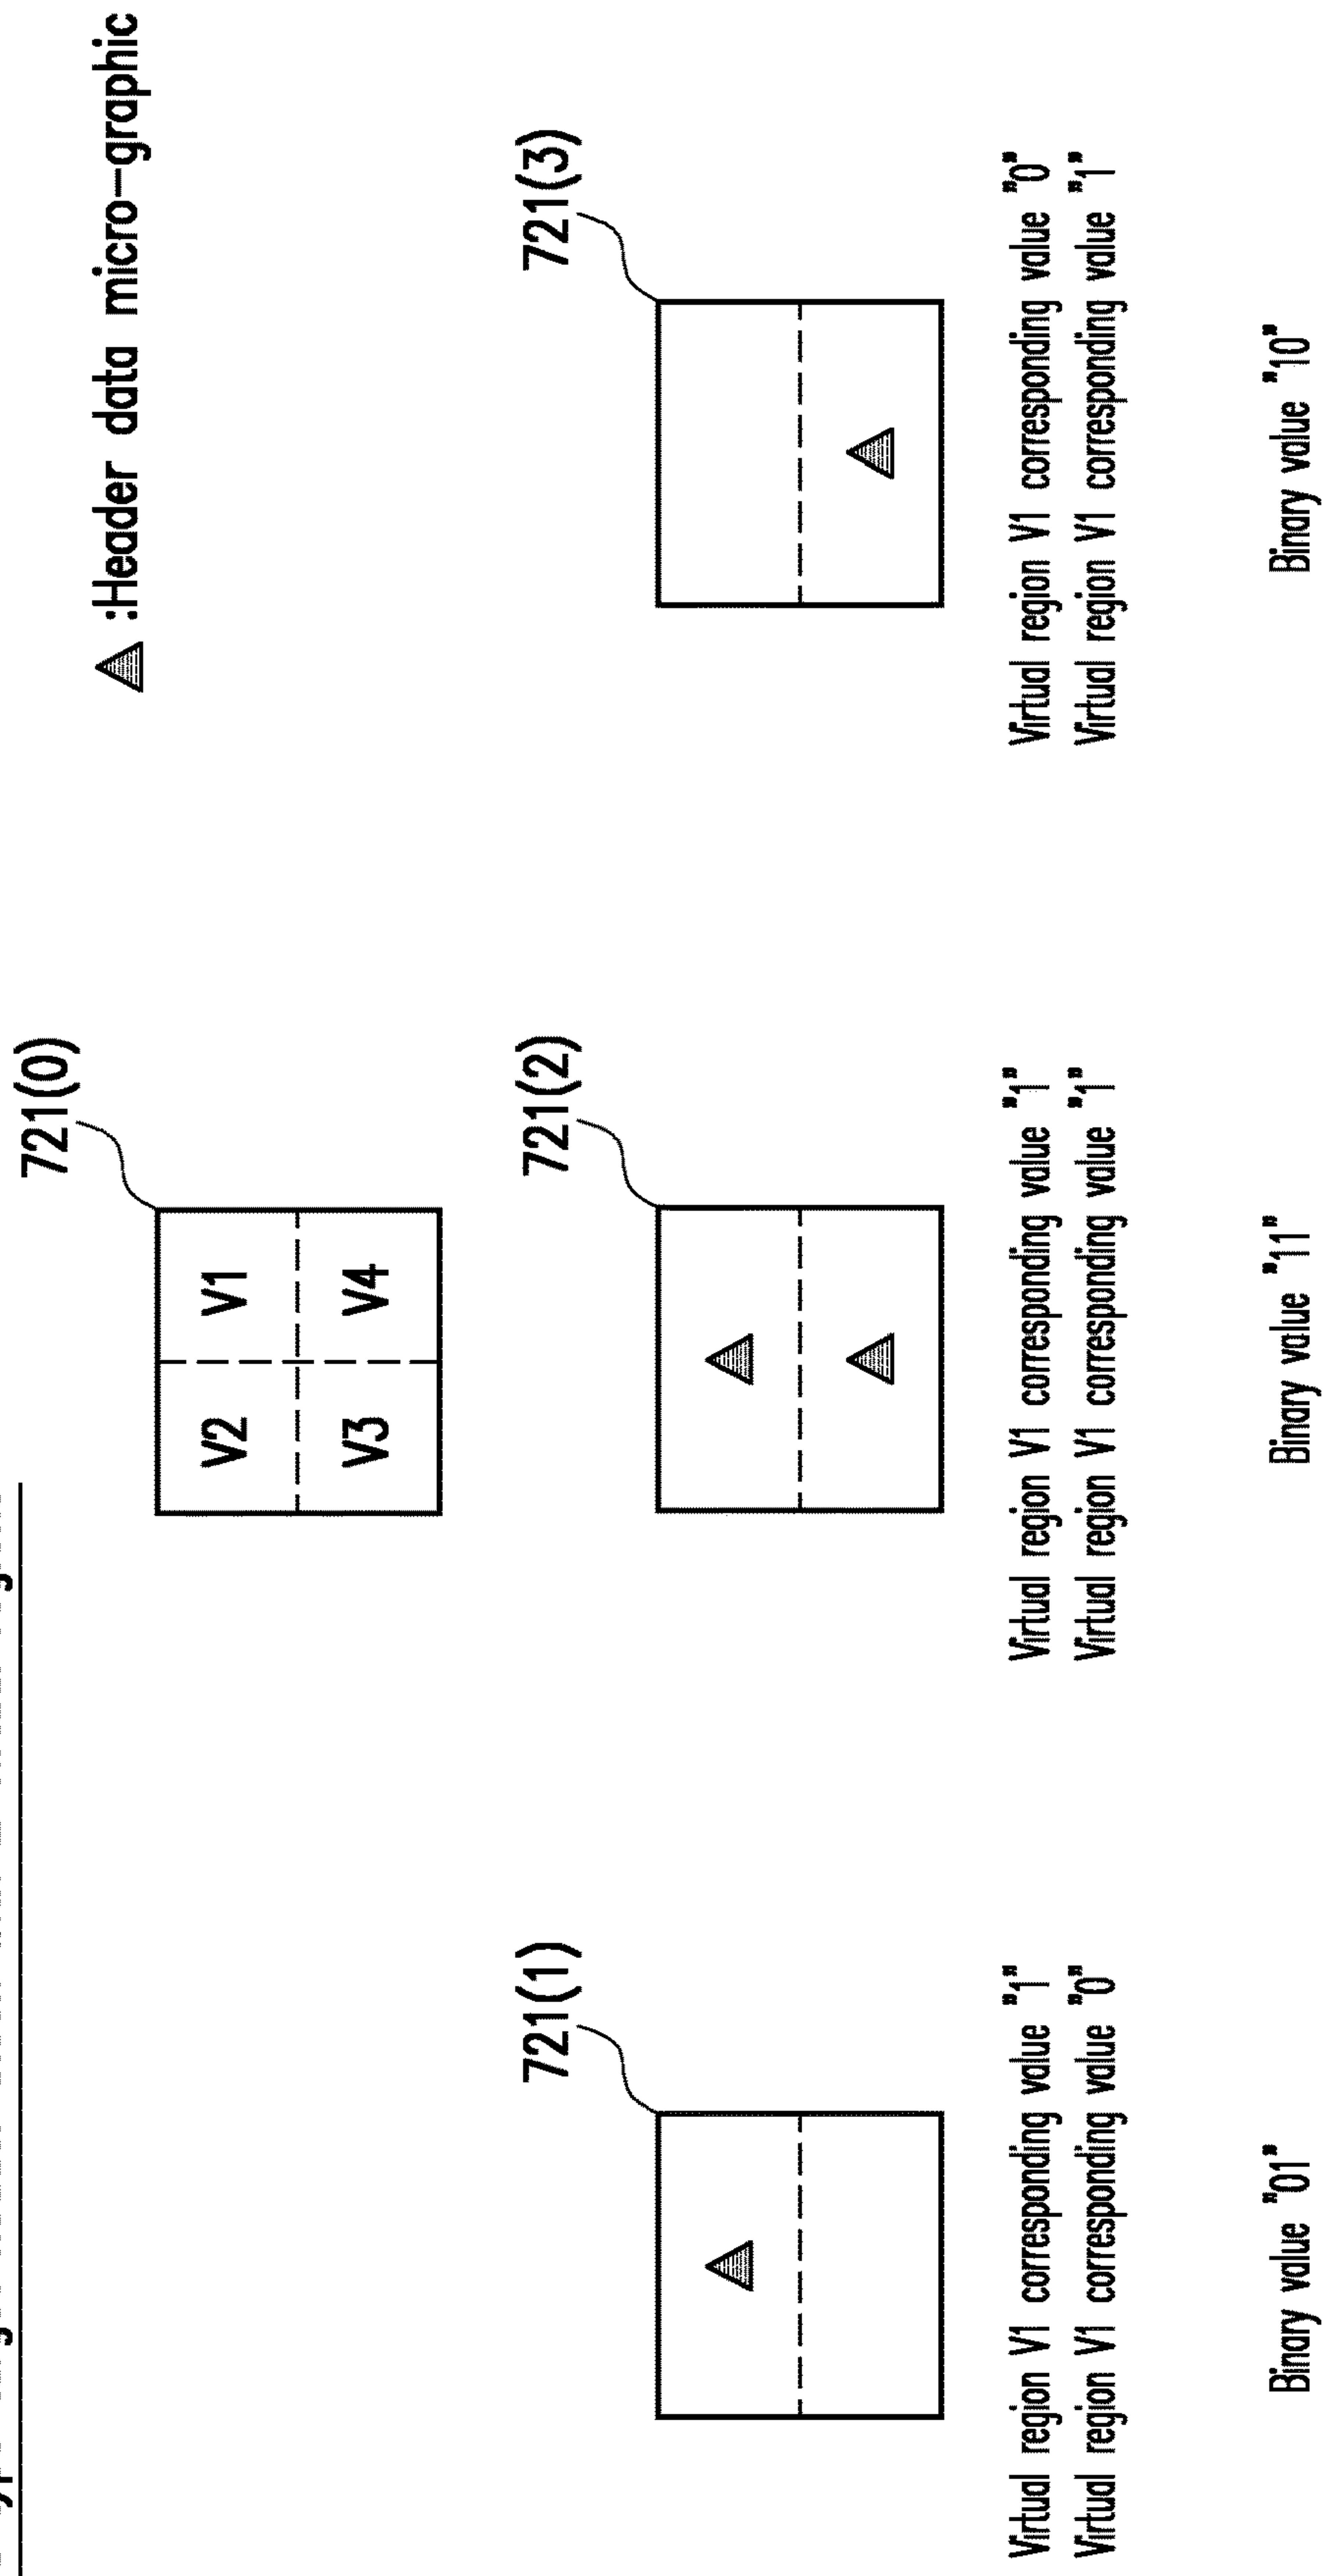 721(0)
▲ :Header data micro-graphic
V2 V1
V3 V4
721(1)
721(2)
721(3)
Virtual region V1 corresponding value "1"
Virtual region V1 corresponding value "0"
Virtual region V1 corresponding value "1"
Virtual region V1 corresponding value "1"
Virtual region V1 corresponding value "0"
Virtual region V1 corresponding value "1"
Binary value "01"
Binary value "11"
Binary value "10"